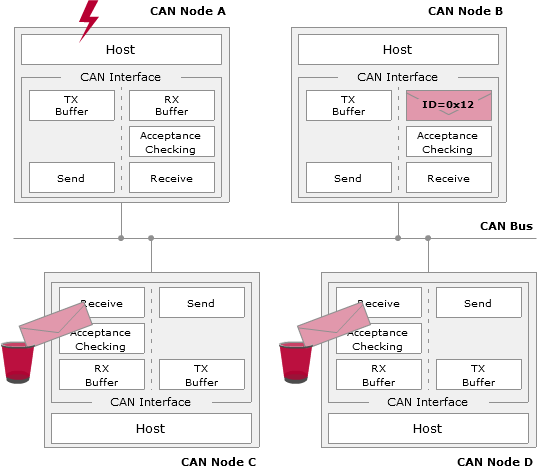 CAN Node A
CAN Node B
Host
Host
CAN Interface
CAN Interface
TX
Buffer
RX
Buffer
TX
Buffer
ID=0x12
Acceptance
Checking
Acceptance
Checking
Send
Receive
Send
Receive
CAN Bus
Receive
Send
Receive
Send
Acceptance
Checking
Acceptance
Checking
RX
Buffer
TX
Buffer
RX
Buffer
TX
Buffer
CAN Interface
CAN Interface
Host
Host
CAN Node C
CAN Node D